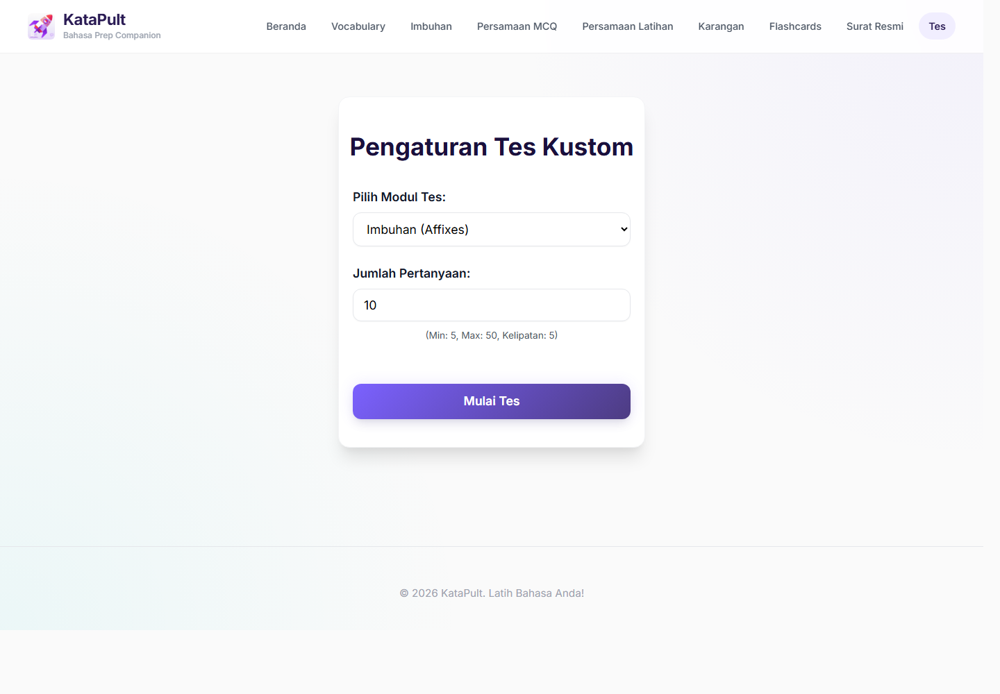 KataPult
Bahasa Prep Companion
Beranda
Vocabulary
Imbuhan
Persamaan MCQ
Persamaan Latihan
Karangan
Flashcards
Surat Resmi
Tes
Pengaturan Tes Kustom
Pilih Modul Tes:
Imbuhan (Affixes)
Jumlah Pertanyaan:
10
(Min: 5, Max: 50, Kelipatan: 5)
Mulai Tes
© 2026 KataPult. Latih Bahasa Anda!